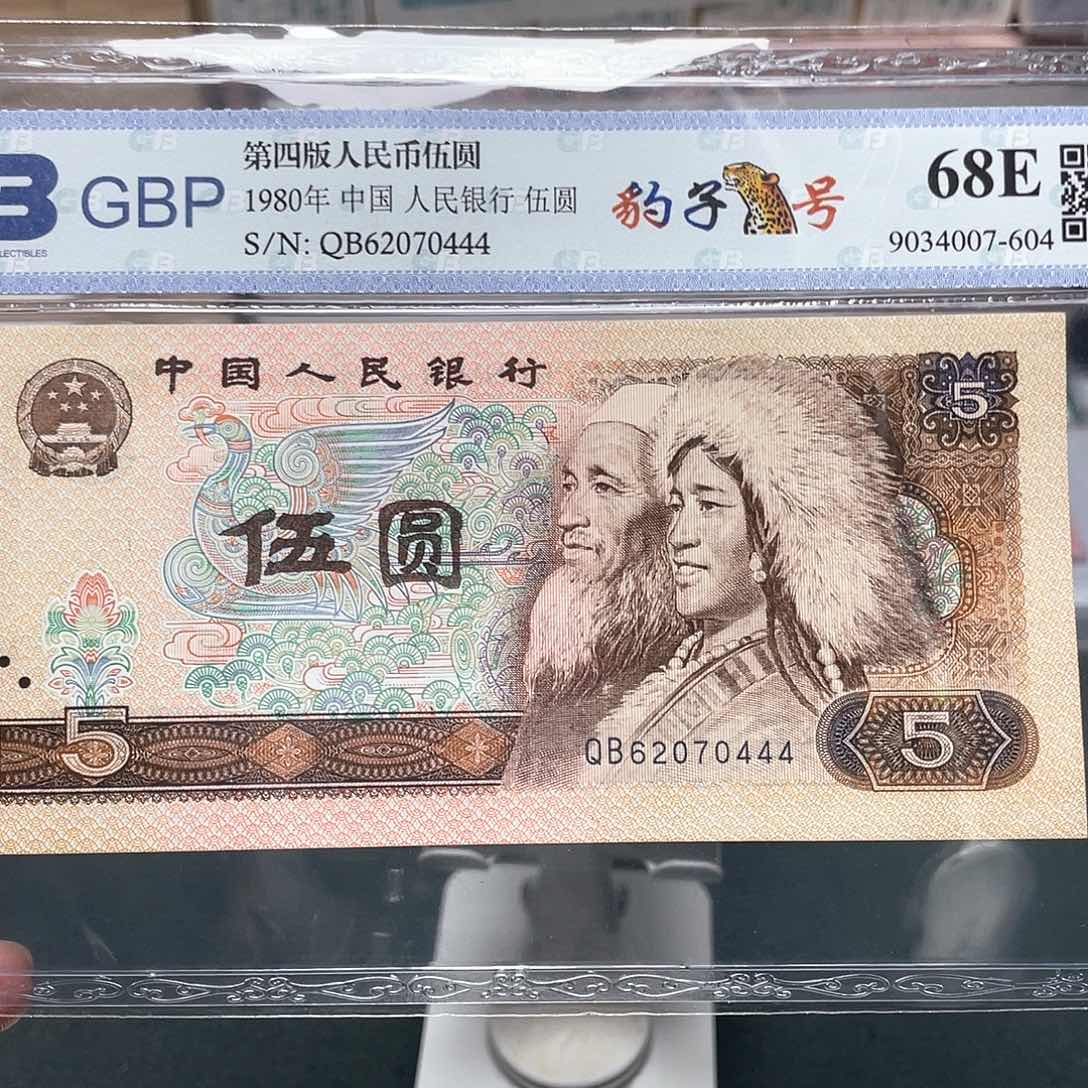 第四版人民币伍圆
GBP
1980年 中国 人民银行 伍圆
S/N: QB62070444
豹子号
68E
9034007-604
中国人民银行
5
伍圆
5
QB62070444
5